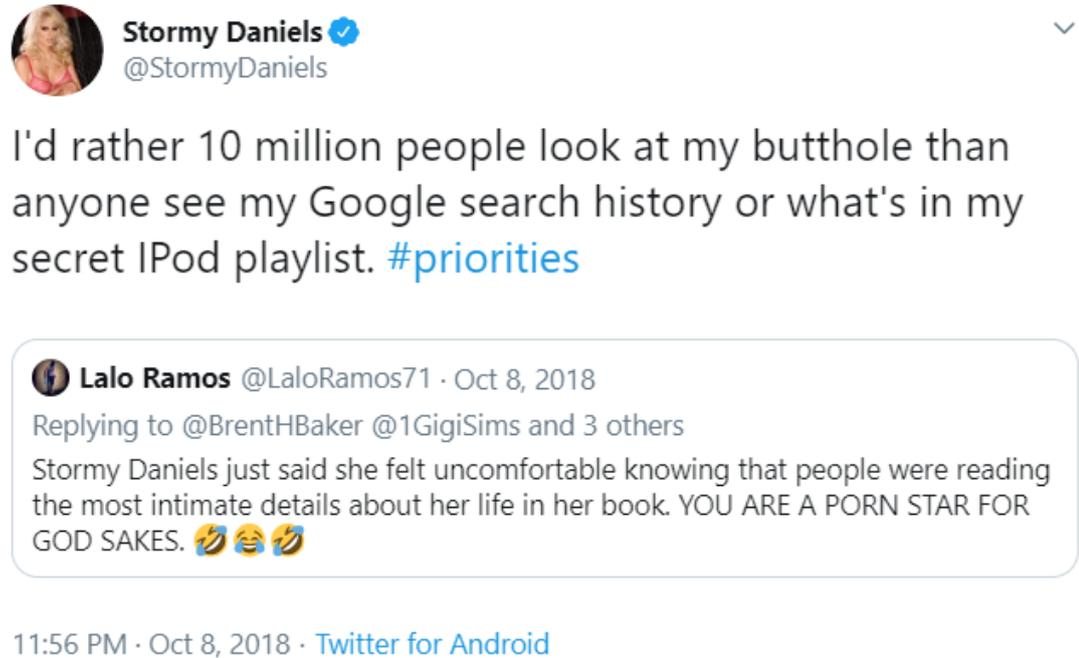 Stormy Daniels
@StormyDaniels
I'd rather 10 million people look at my butthole than
anyone see my Google search history or what's in my
secret IPod playlist. #priorities
Lalo Ramos @LaloRamos71 · Oct 8, 2018
Replying to @BrentHBaker @1GigiSims and 3 others
Stormy Daniels just said she felt uncomfortable knowing that people were reading
the most intimate details about her life in her book. YOU ARE A PORN STAR FOR
GOD SAKES. 🤣😂🤣
11:56 PM · Oct 8, 2018 · Twitter for Android